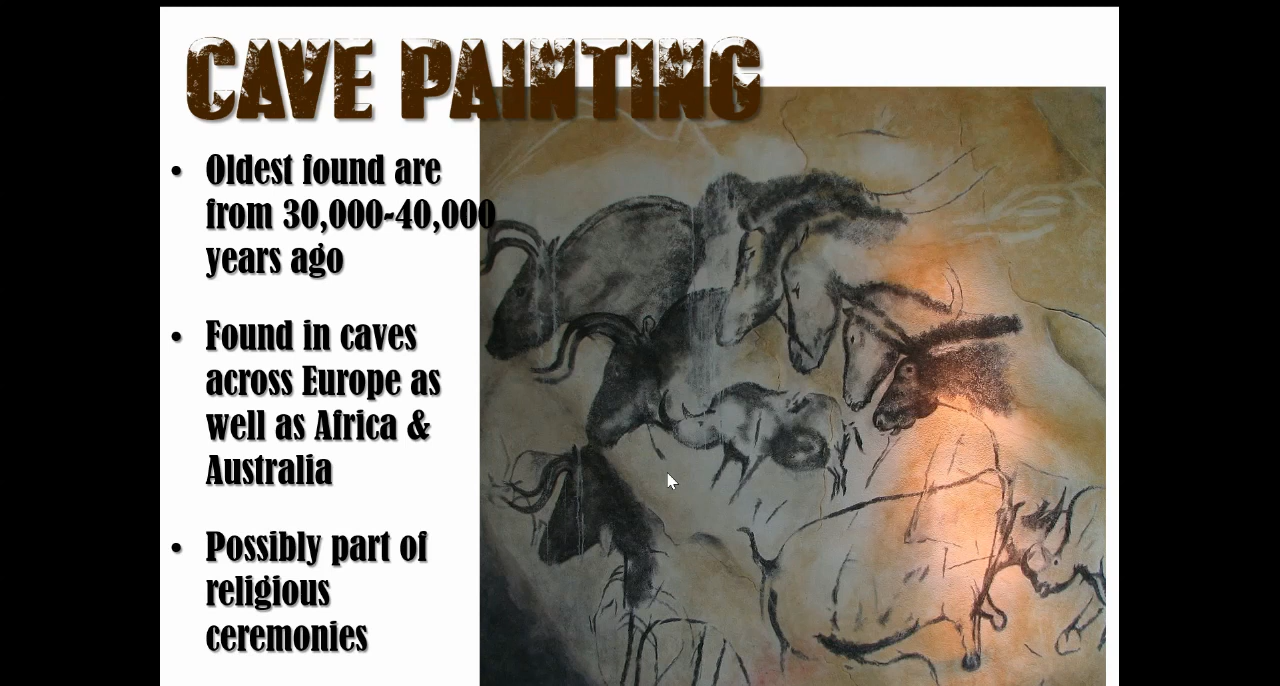 CAVE PAINTING
• Oldest found are
from 30,000-40,000
years ago
• Found in caves
across Europe as
well as Africa &
Australia
• Possibly part of
religious
ceremonies